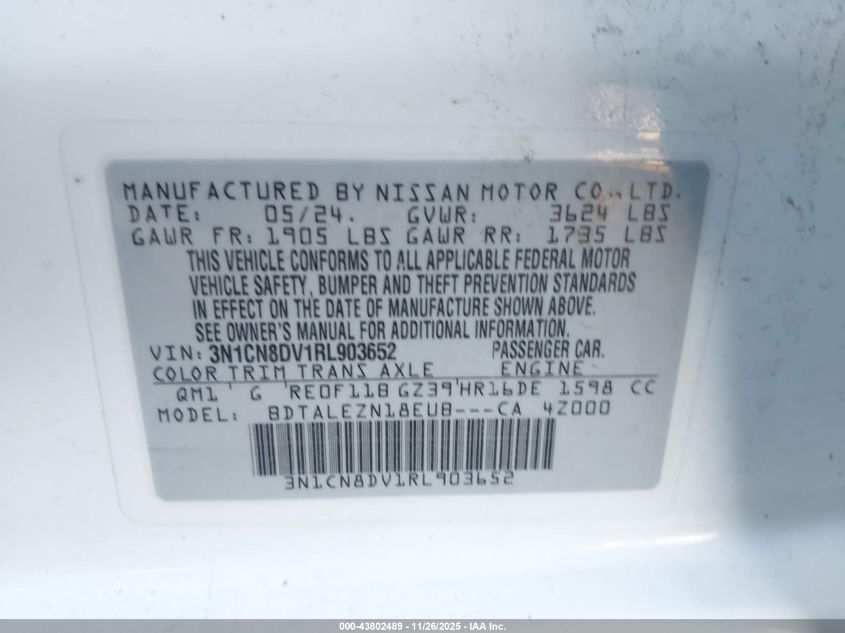 MANUFACTURED BY NISSAN MOTOR CO.,LTD.
DATE: 05/24. GVWR: 3624 LBS
GAWR FR: 1905 LBS GAWR RR: 1735 LBS
THIS VEHICLE CONFORMS TO ALL APPLICABLE FEDERAL MOTOR
VEHICLE SAFETY, BUMPER AND THEFT PREVENTION STANDARDS
IN EFFECT ON THE DATE OF MANUFACTURE SHOWN ABOVE.
SEE OWNER'S MANUAL FOR ADDITIONAL INFORMATION.
VIN: 3N1CN8DV1RL903652 PASSENGER CAR.
COLOR TRIM TRANS AXLE ENGINE
QM1 ' G 'RE0F11B GZ39'HR16DE 1598 CC
MODEL: BDTALEZN18EUB---CA 4Z000
3N1CN8DV1RL903652
000-43802489 - 11/26/2025 - IAA Inc.